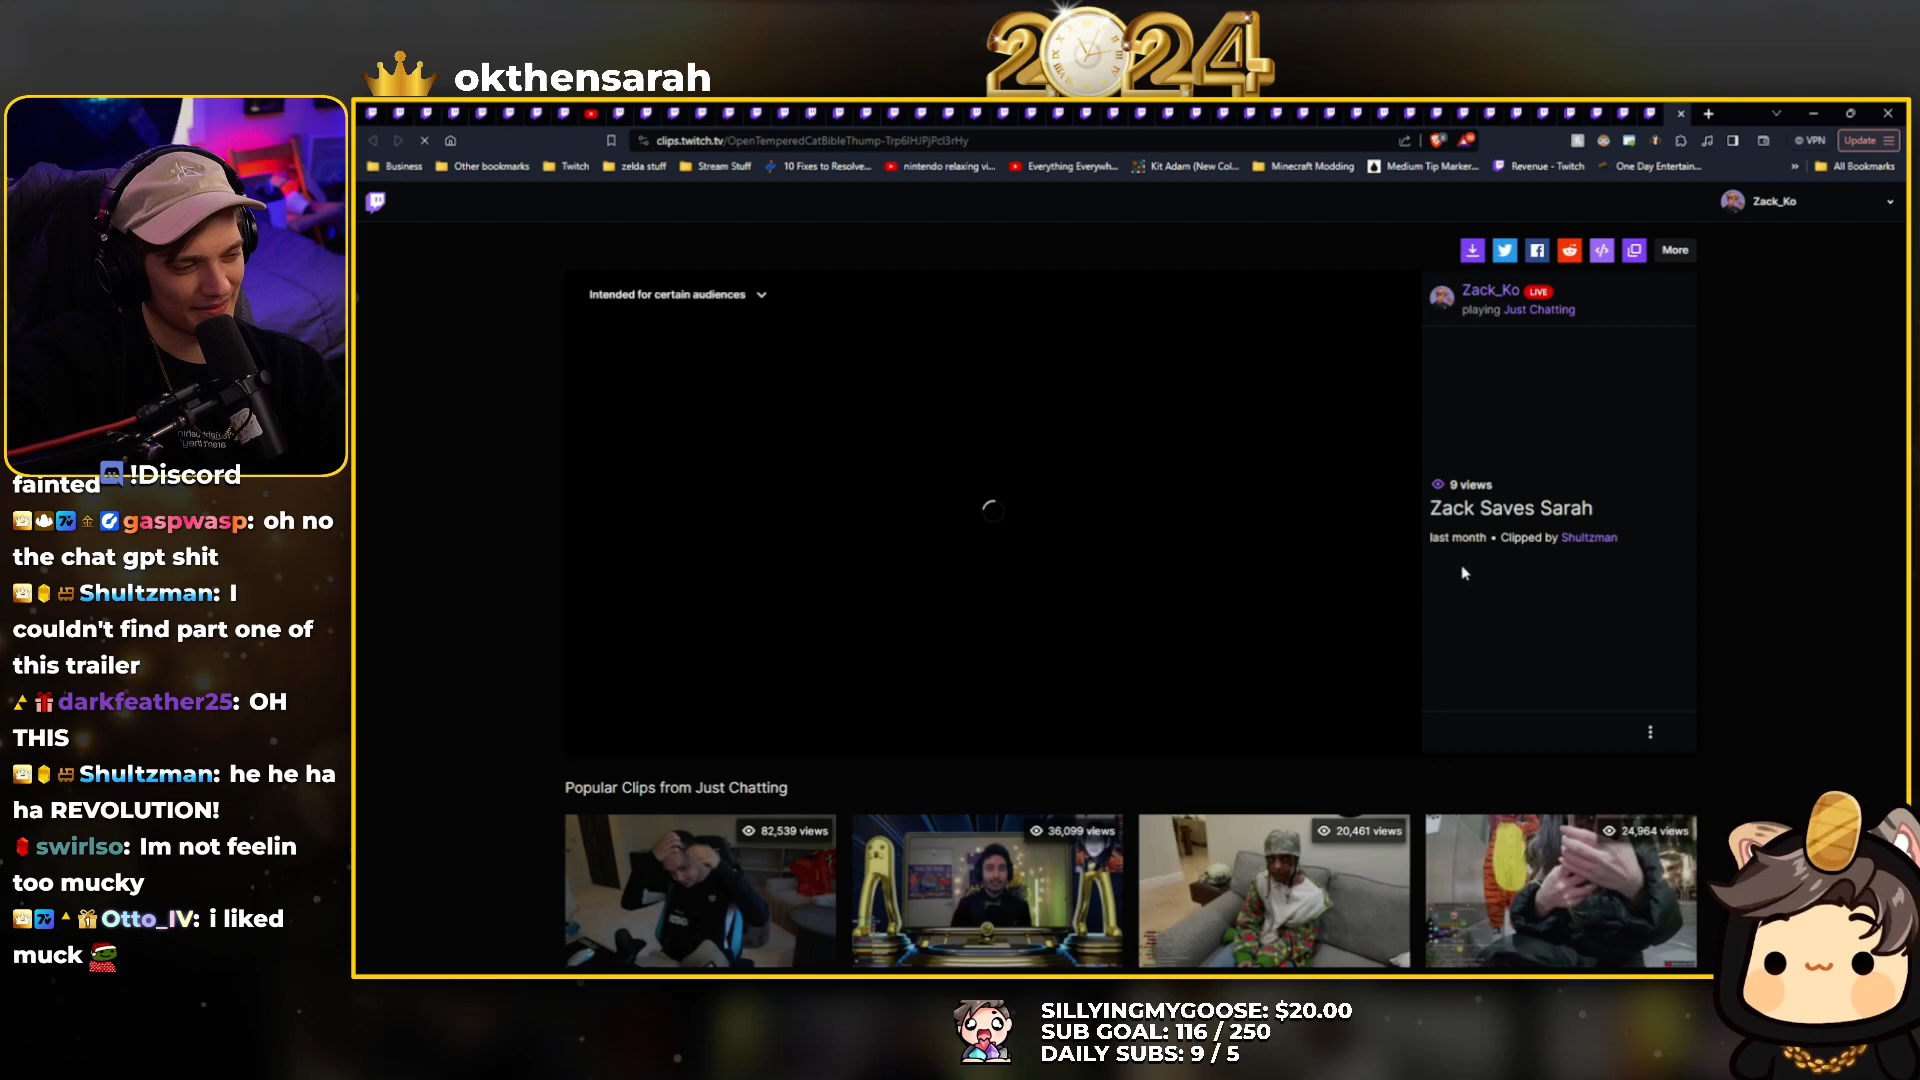 2024
okthensarah
clips.twitch.tv/OpenTemperedCatBibleThump-Trp6IHJPjPcl3rHy
VPN
Update
Business
Other bookmarks
Twitch
zelda stuff
Stream Stuff
10 Fixes to Resolve...
nintendo relaxing vi...
Everything Everywh...
Kit Adam (New Col...
Minecraft Modding
Medium Tip Marker...
Revenue - Twitch
One Day Entertain...
»
All Bookmarks
Zack_Ko
More
Intended for certain audiences
Zack_Ko LIVE
playing Just Chatting
9 views
Zack Saves Sarah
last month • Clipped by Shultzman
Popular Clips from Just Chatting
82,539 views
36,099 views
20,461 views
24,964 views
!Discord
fainted
gaspwasp: oh no
the chat gpt shit
Shultzman: I
couldn't find part one of
this trailer
darkfeather25: OH
THIS
Shultzman: he he ha
ha REVOLUTION!
swirlso: Im not feelin
too mucky
Otto_IV: i liked
muck
SILLYINGMYGOOSE: $20.00
SUB GOAL: 116 / 250
DAILY SUBS: 9 / 5